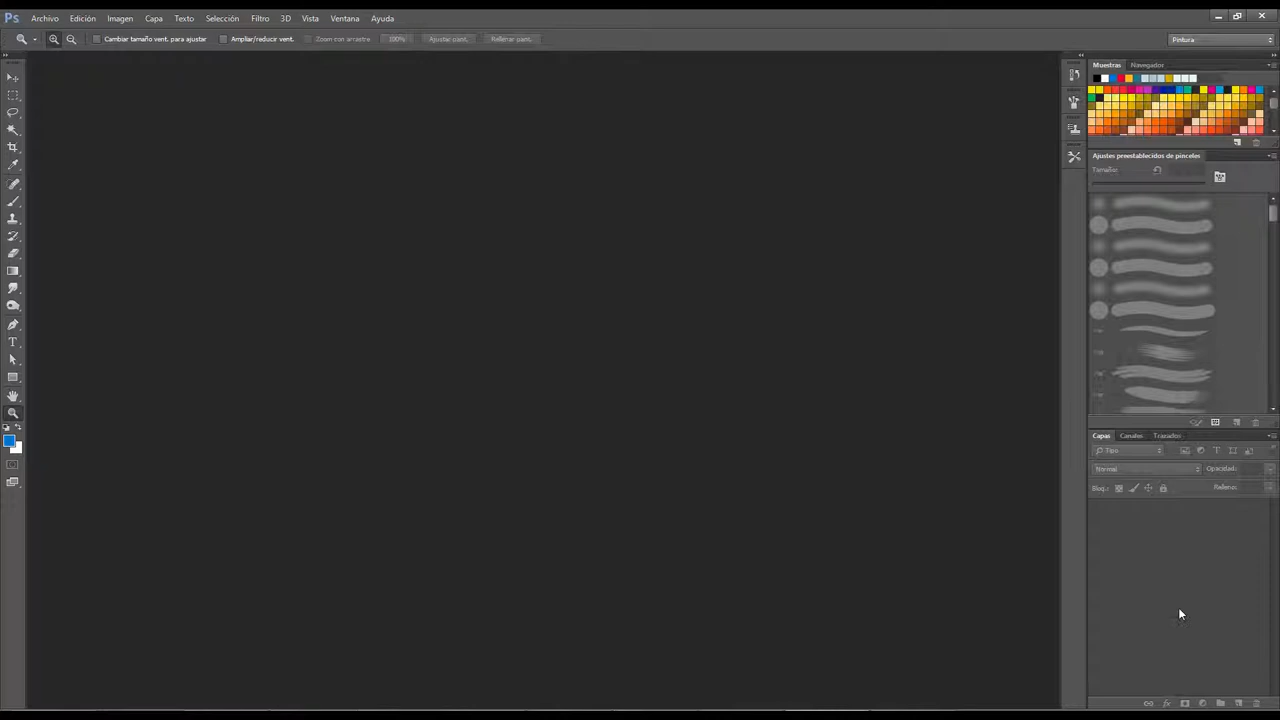 Ps Archivo Edición Imagen Capa Texto Selección Filtro 3D Vista Ventana Ayuda
Cambiar tamaño vent. para ajustar Ampliar/reducir vent. Zoom con arrastre 100% Ajustar pant. Rellenar pant. Pintura
Muestras Navegador
Ajustes preestablecidos de pinceles
Tamaño:
Capas Canales Trazados
Tipo
Normal Opacidad:
Bloq.: Relleno: